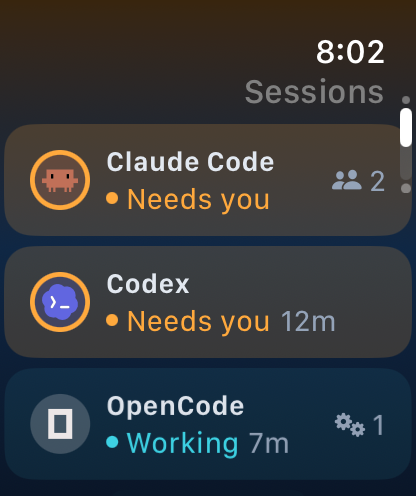 8:02
Sessions
Claude Code
Needs you
2
Codex
Needs you 12m
OpenCode
Working 7m
1